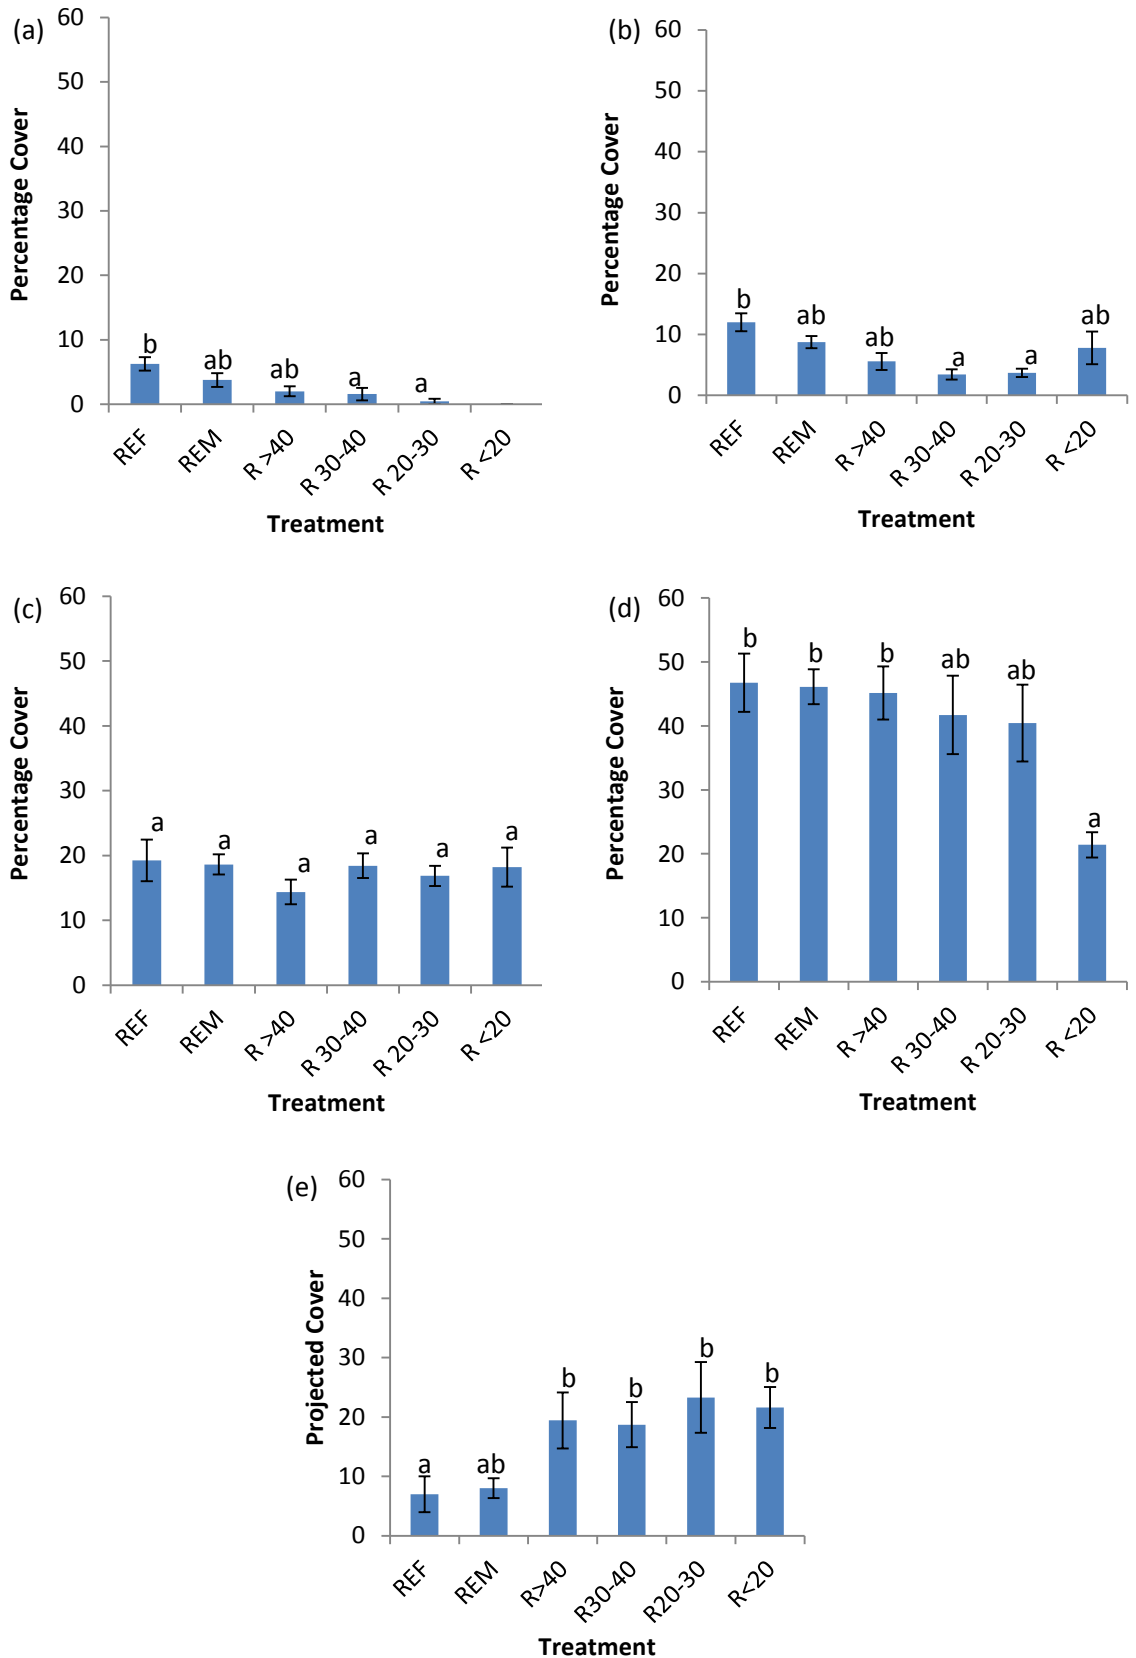 (a)
Percentage Cover
60
50
40
30
20
10
0
b
ab
ab
a
a
REF
REM
R >40
R 30-40
R 20-30
R <20
Treatment
(b)
Percentage Cover
60
50
40
30
20
10
0
b
ab
ab
a
a
ab
REF
REM
R >40
R 30-40
R 20-30
R <20
Treatment
(c)
Percentage Cover
60
50
40
30
20
10
0
a
a
a
a
a
a
REF
REM
R >40
R 30-40
R 20-30
R <20
Treatment
(d)
Percentage Cover
60
50
40
30
20
10
0
b
b
b
ab
ab
a
REF
REM
R >40
R 30-40
R 20-30
R <20
Treatment
(e)
Projected Cover
60
50
40
30
20
10
0
a
ab
b
b
b
b
REF
REM
R>40
R30-40
R20-30
R<20
Treatment